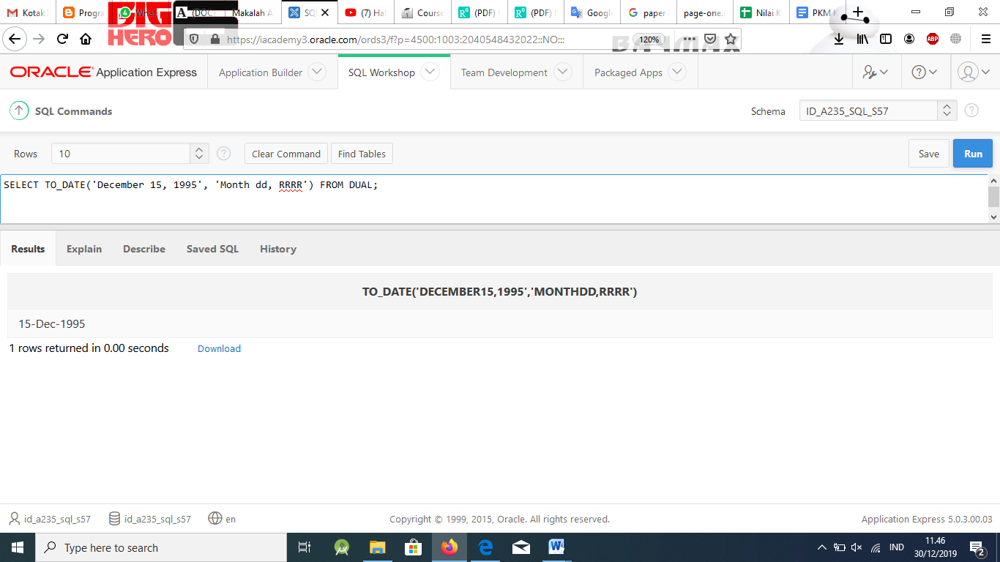 Kotak
Progra
BIG
HERO
4
What
(DOC)
Makalah A
SQ
(7) Hal
Course
(PDF)
(PDF)
Google
paper
page-one.
Nilai K
PKM K
https://iacademy3.oracle.com/ords3/f?p=4500:1003:2040548432022::NO:::
120%
BAYMAX
ABP
ORACLE Application Express
Application Builder
SQL Workshop
Team Development
Packaged Apps
SQL Commands
Schema
ID_A235_SQL_S57
Rows
10
Clear Command
Find Tables
Save
Run
SELECT TO_DATE('December 15, 1995', 'Month dd, RRRR') FROM DUAL;
Results
Explain
Describe
Saved SQL
History
TO_DATE('DECEMBER15,1995','MONTHDD,RRRR')
15-Dec-1995
1 rows returned in 0.00 seconds
Download
id_a235_sql_s57
id_a235_sql_s57
en
Copyright © 1999, 2015, Oracle. All rights reserved.
Application Express 5.0.3.00.03
Type here to search
IND
11.46
30/12/2019
2